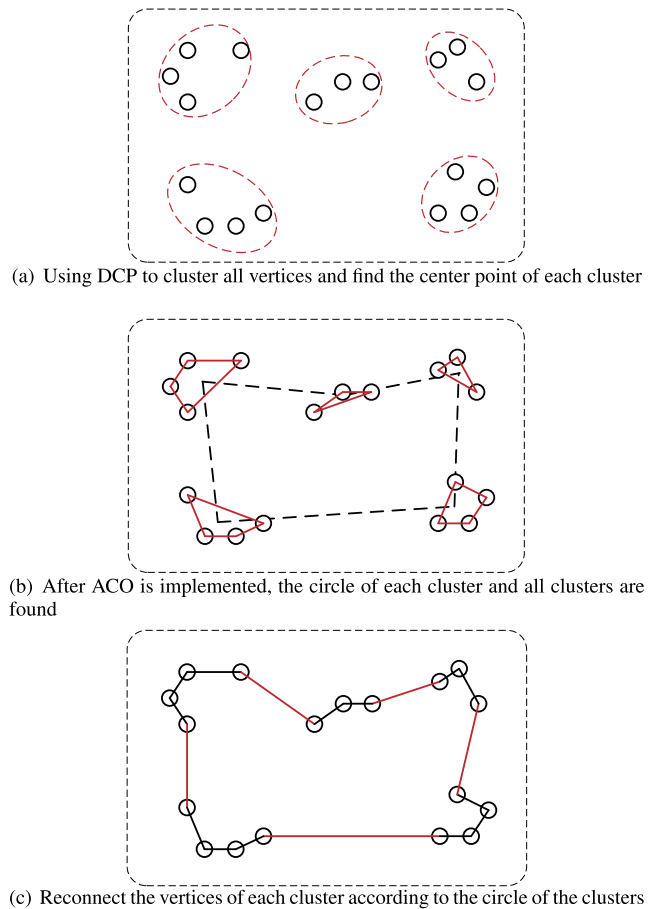 (a) Using DCP to cluster all vertices and find the center point of each cluster
(b) After ACO is implemented, the circle of each cluster and all clusters are
found
(c) Reconnect the vertices of each cluster according to the circle of the clusters